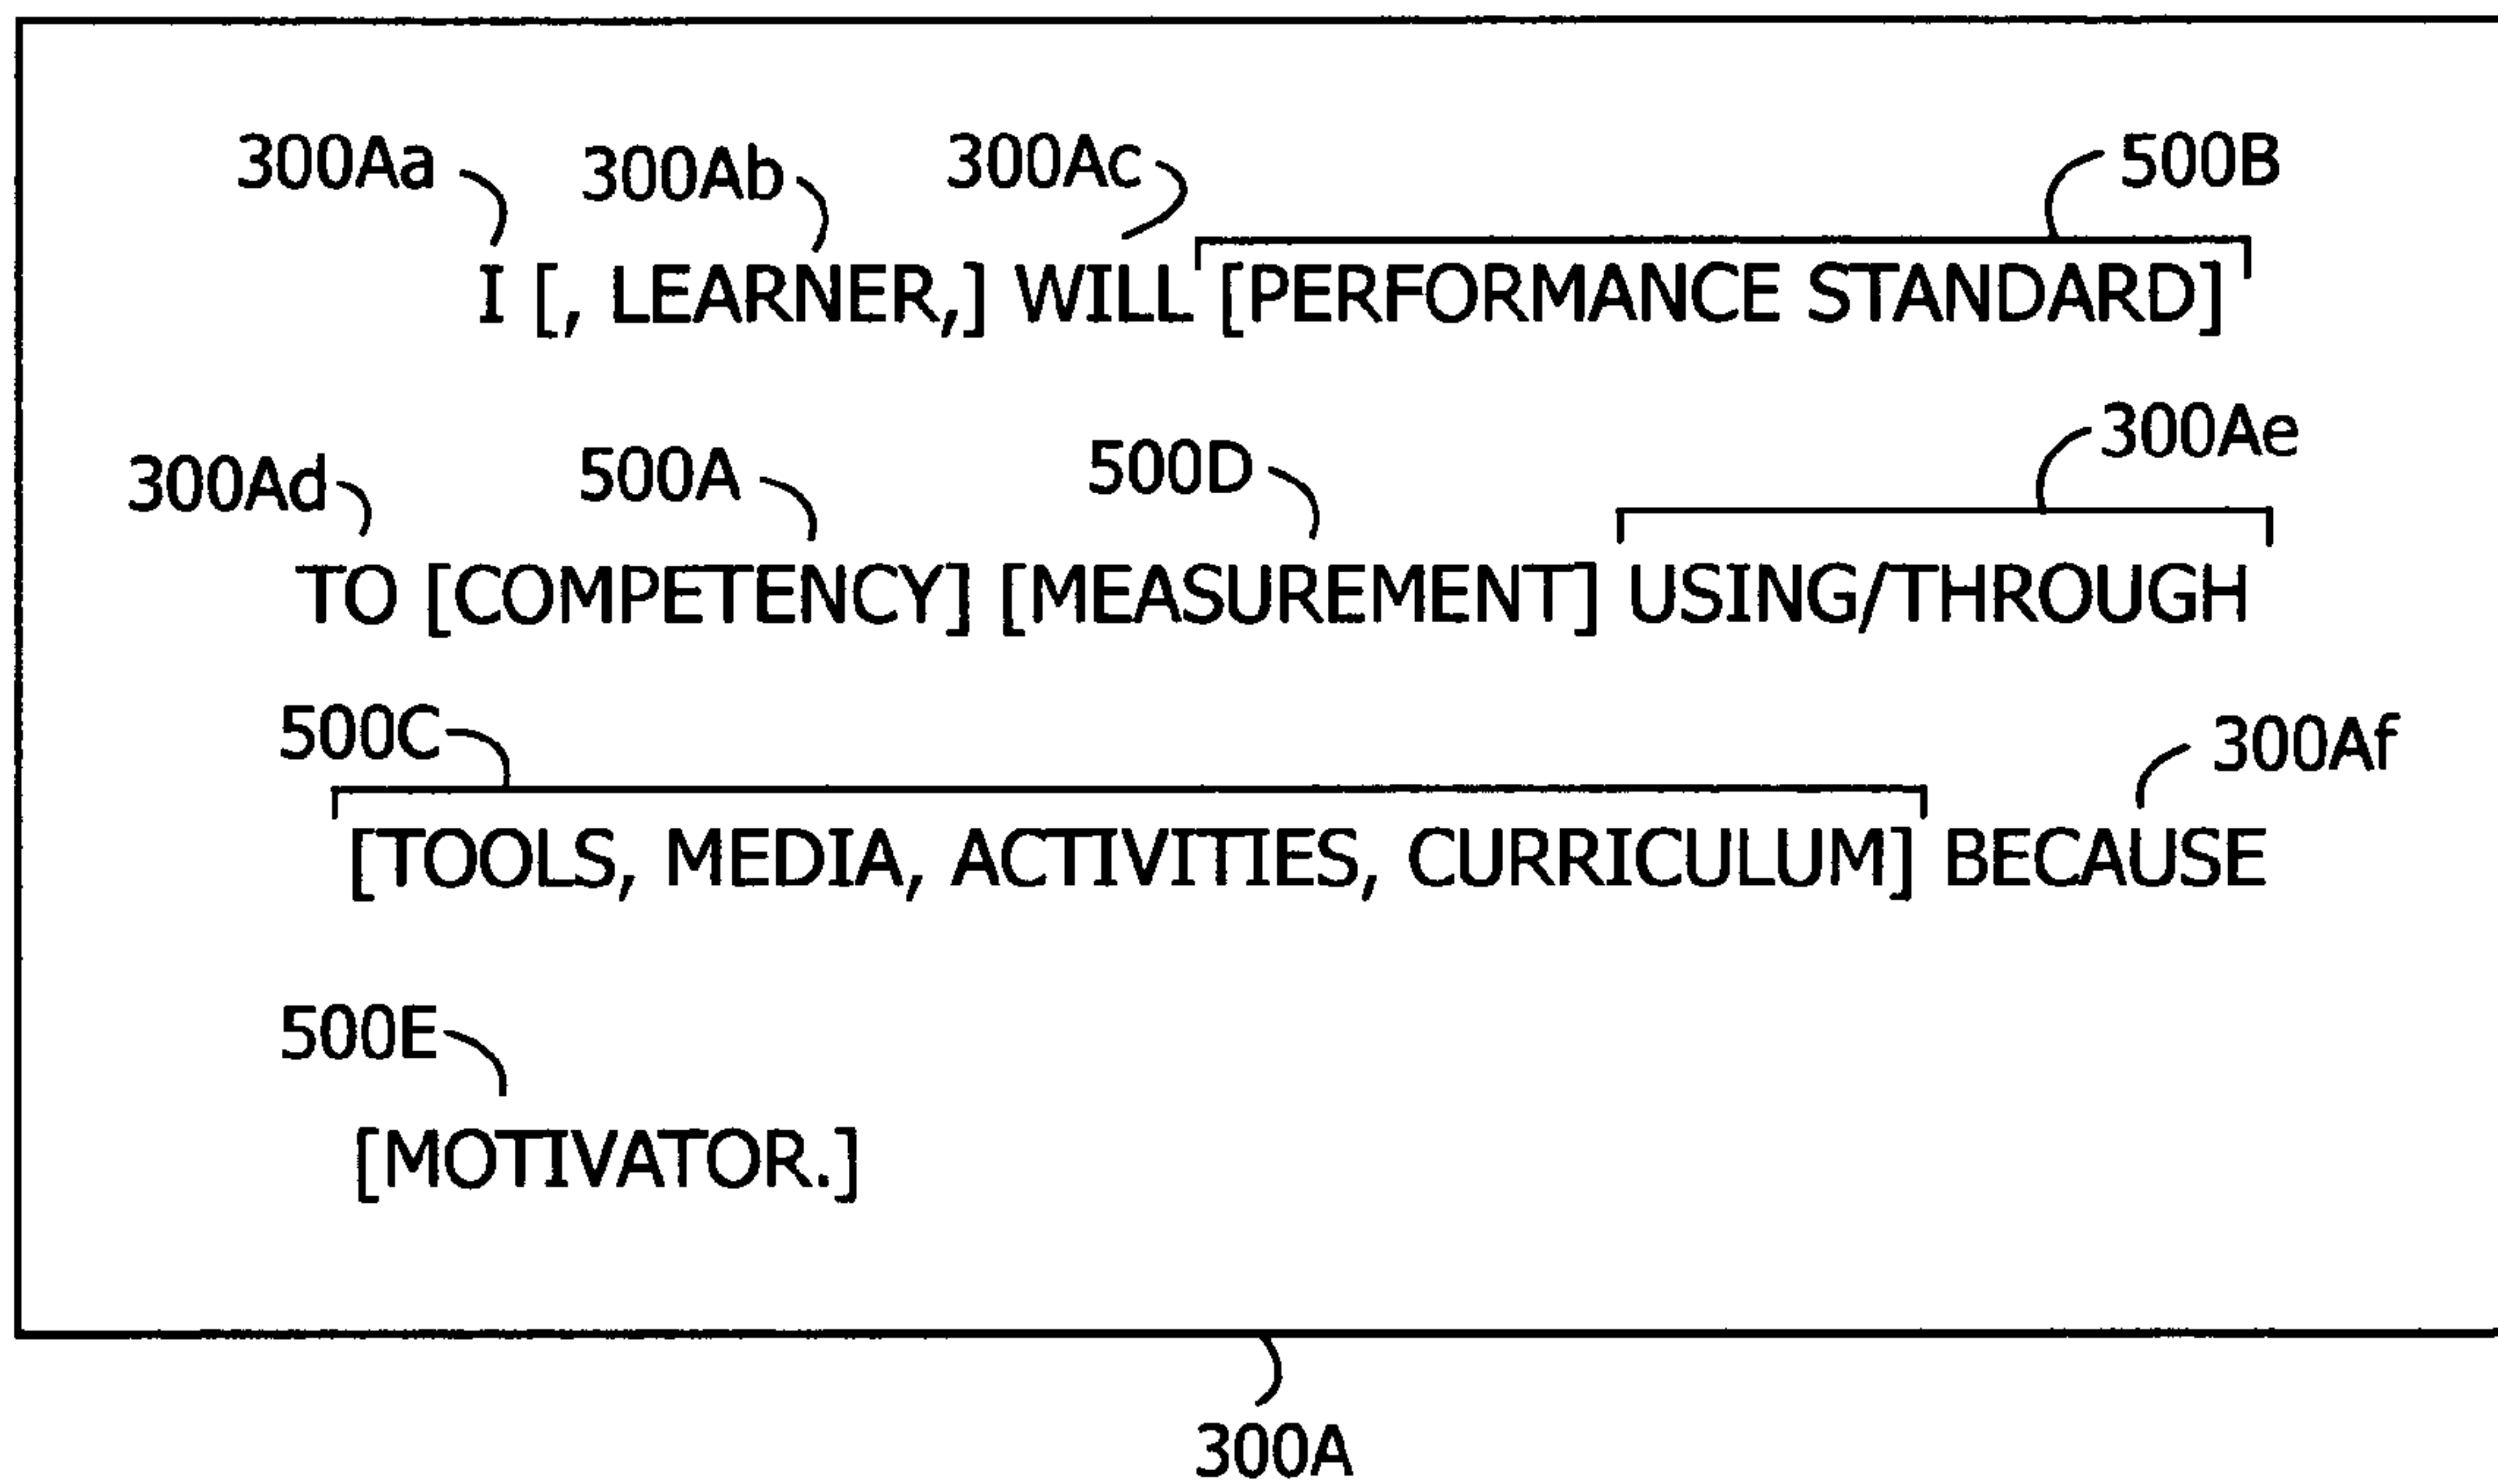 300Aa 300Ab 300Ac 500B
I [, LEARNER,] WILL [PERFORMANCE STANDARD]
300Ad 500A 500D 300Ae
TO [COMPETENCY] [MEASUREMENT] USING/THROUGH
500C 300Af
[TOOLS, MEDIA, ACTIVITIES, CURRICULUM] BECAUSE
500E
[MOTIVATOR.]
300A